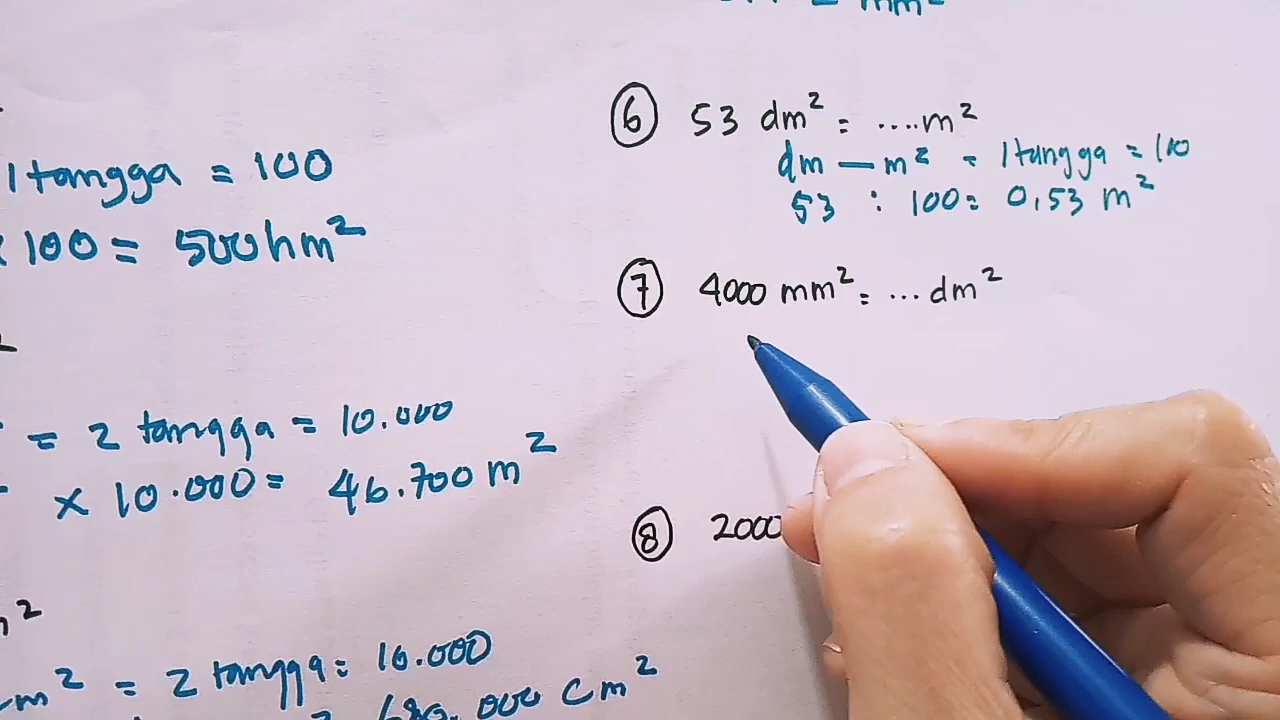 1 tangga = 100
100 = 500 hm²
= 2 tangga = 10.000
x 10.000 = 46.700 m²
m² = 2 tangga = 10.000
000 cm²
mm²
6 53 dm² = ....m²
dm — m² = 1 tangga = 100
53 : 100 = 0,53 m²
7 4000 mm² = ... dm²
8 2000